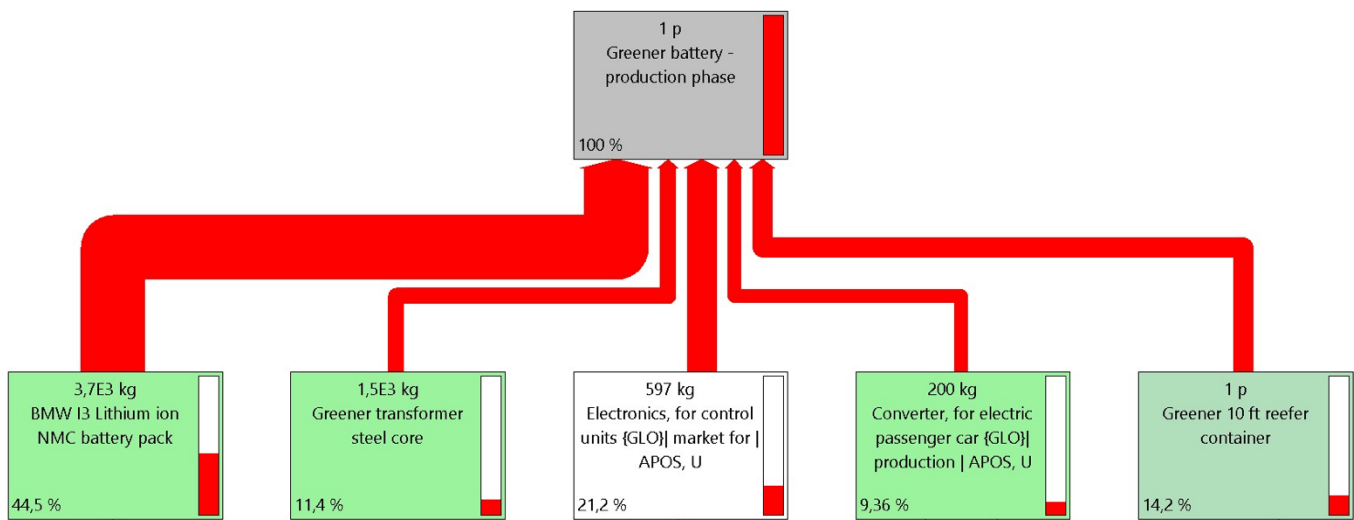 1 p
Greener battery -
production phase
100 %
3,7E3 kg
BMW I3 Lithium ion
NMC battery pack
44,5 %
1,5E3 kg
Greener transformer
steel core
11,4 %
597 kg
Electronics, for control
units {GLO}| market for |
APOS, U
21,2 %
200 kg
Converter, for electric
passenger car {GLO}|
production | APOS, U
9,36 %
1 p
Greener 10 ft reefer
container
14,2 %